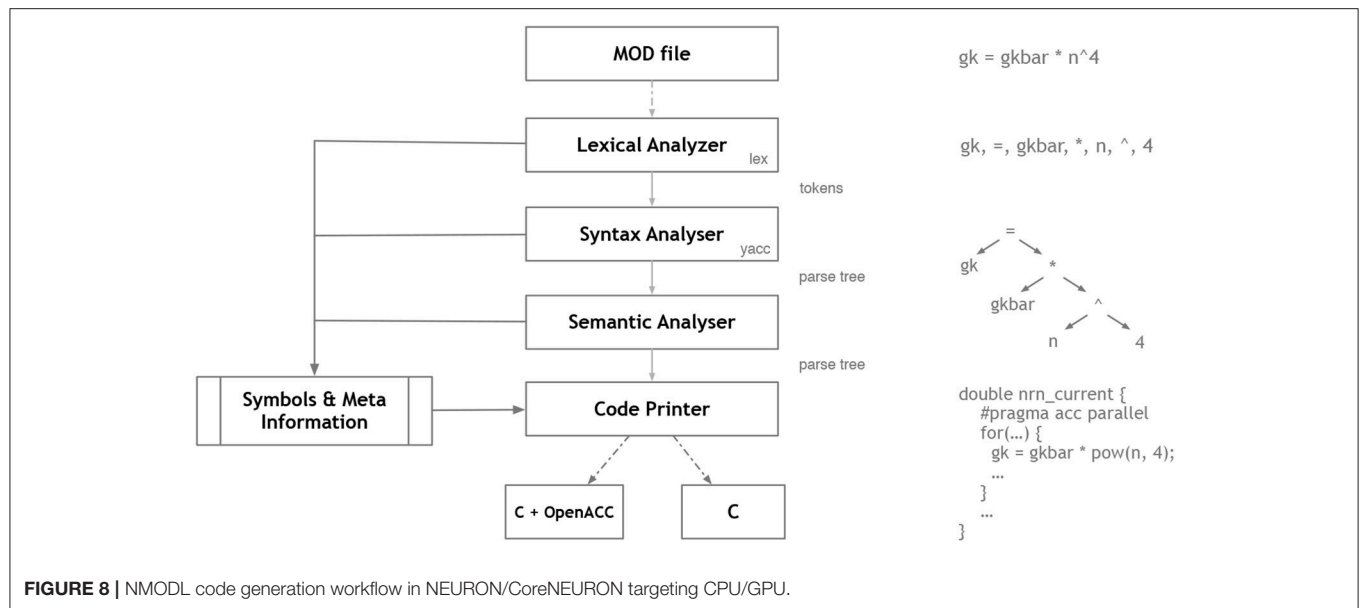 MOD file
gk = gkbar * n^4
Lexical Analyzer
lex
gk, =, gkbar, *, n, ^, 4
tokens
Syntax Analyser
yacc
=
gk
*
gkbar
^
n
4
parse tree
Semantic Analyser
parse tree
Symbols & Meta
Information
Code Printer
double nrn_current {
#pragma acc parallel
for(...) {
gk = gkbar * pow(n, 4);
...
}
...
}
C + OpenACC
C
FIGURE 8 | NMODL code generation workflow in NEURON/CoreNEURON targeting CPU/GPU.